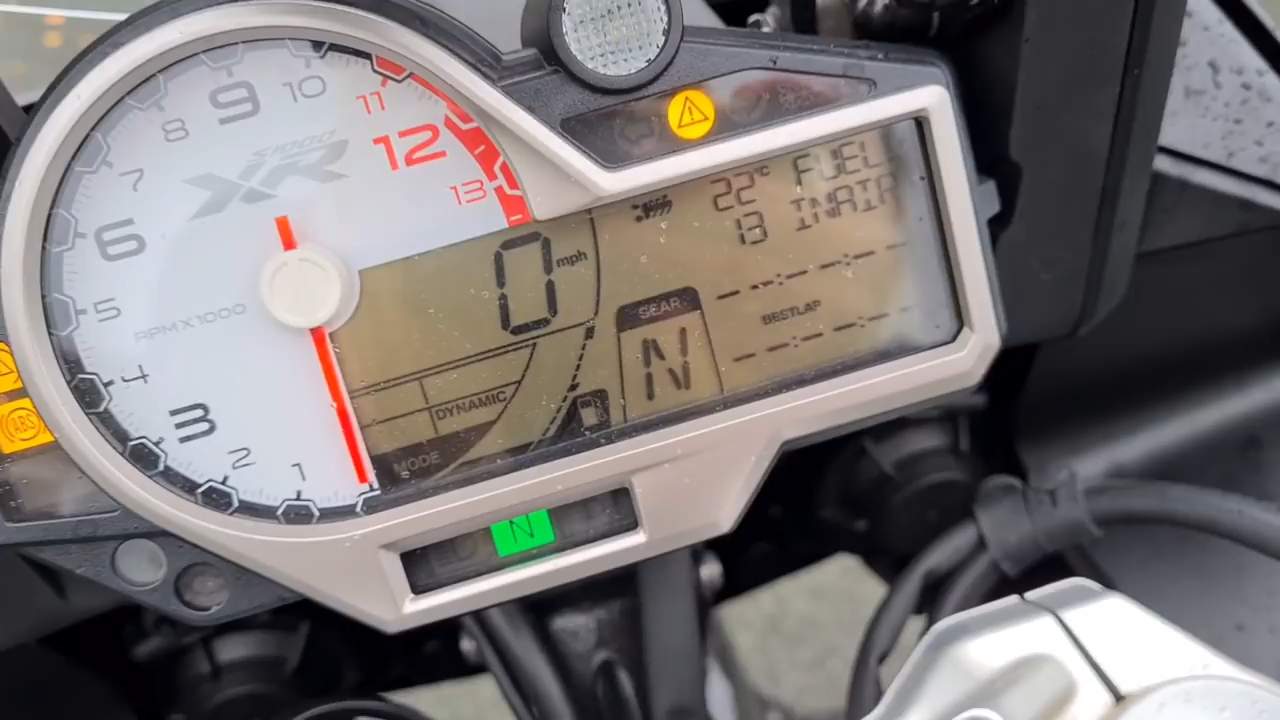 10
11
9
8
12
S1000
XR
7
13
6
22°C FUEL
13 INAIR
0 mph
5
RPM X 1000
GEAR
BESTLAP
N
4
DYNAMIC
3
MODE
ABS
2
1
N